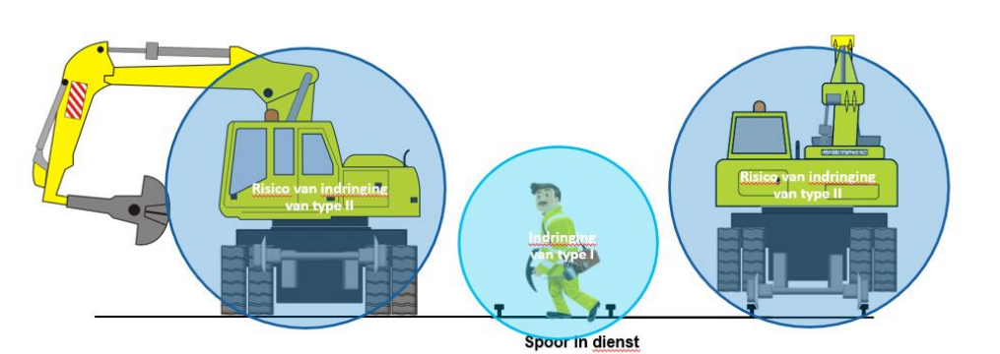 Risico van indringing
van type II
Indringing
van type I
Risico van indringing
van type II
Spoor in dienst